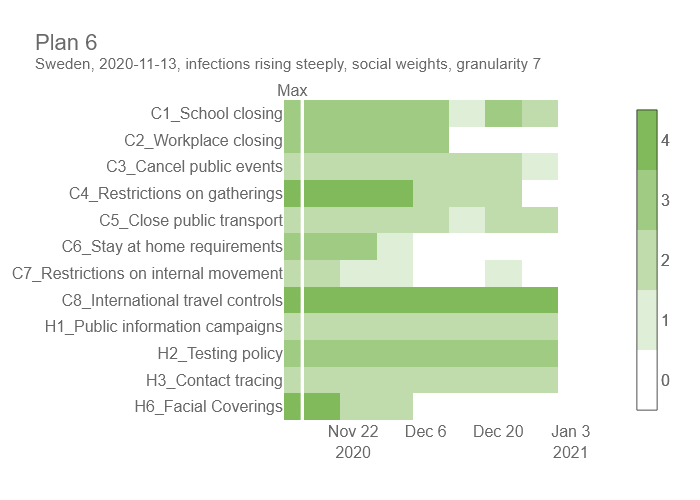 Plan 6
Sweden, 2020-11-13, infections rising steeply, social weights, granularity 7
Max
C1_School closing
C2_Workplace closing
C3_Cancel public events
C4_Restrictions on gatherings
C5_Close public transport
C6_Stay at home requirements
C7_Restrictions on internal movement
C8_International travel controls
H1_Public information campaigns
H2_Testing policy
H3_Contact tracing
H6_Facial Coverings
Nov 22 Dec 6 Dec 20 Jan 3
2020 2021
4
3
2
1
0